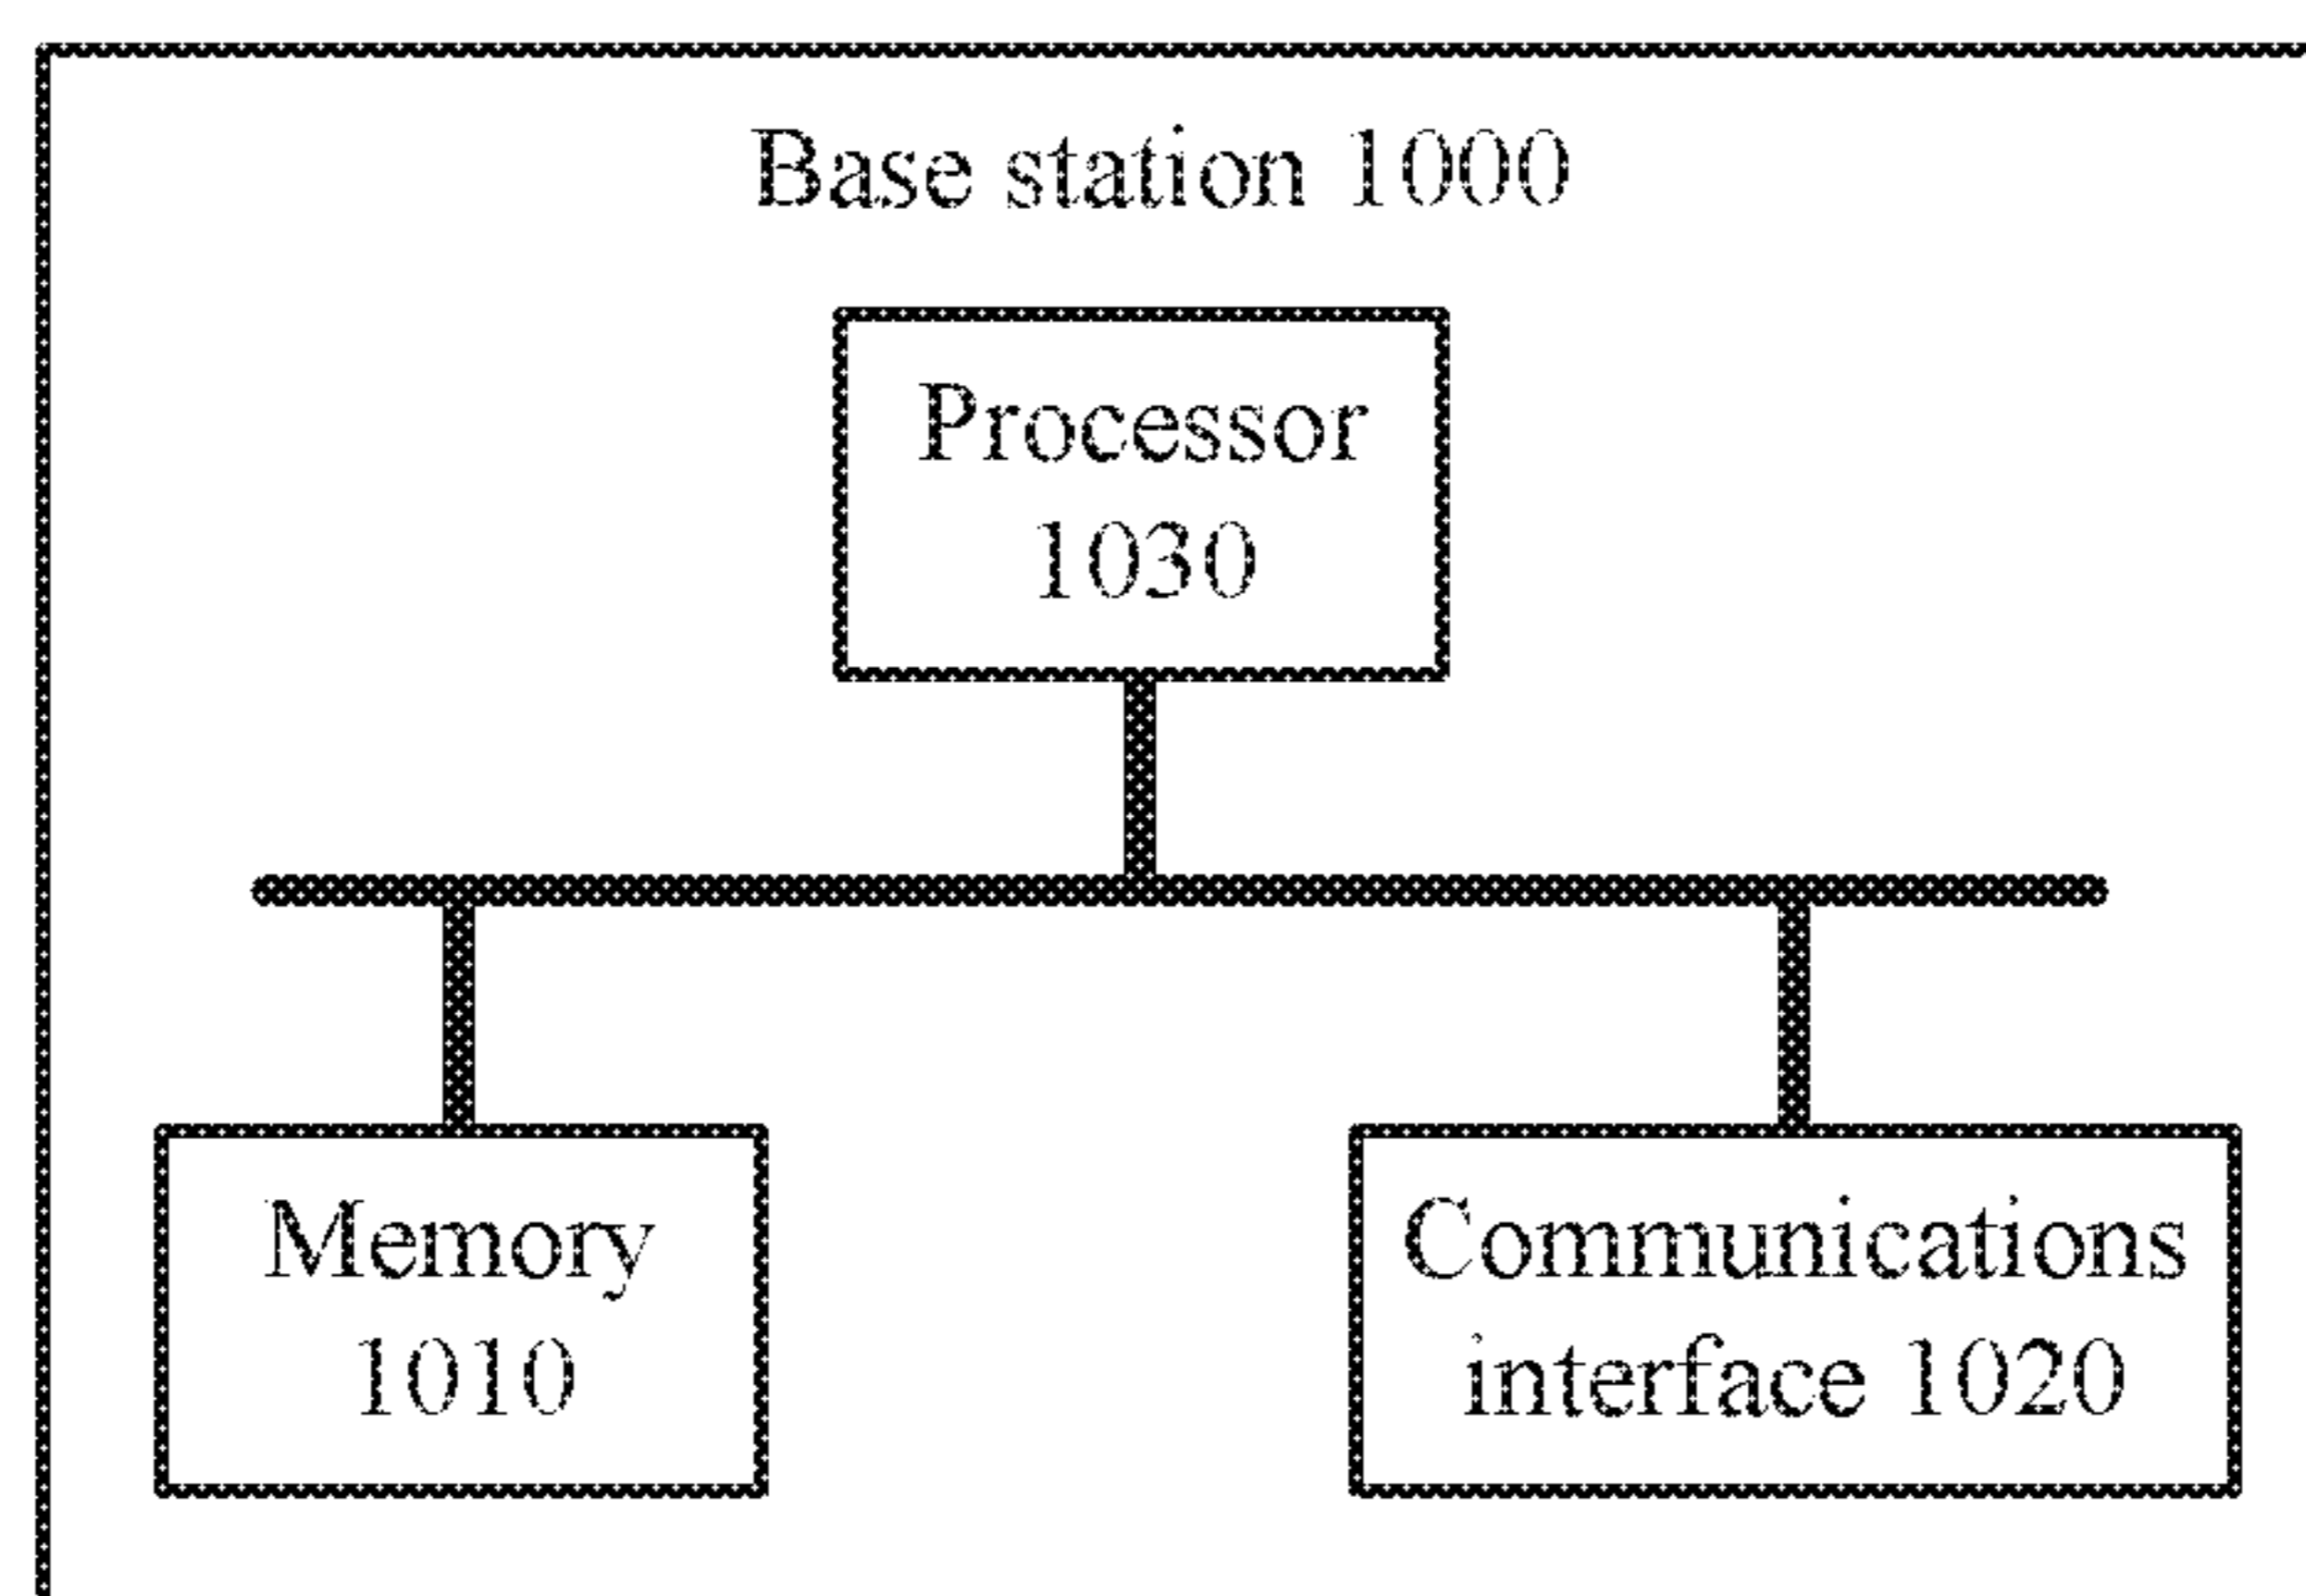 Base station 1000
Processor
1030
Memory
1010
Communications
interface 1020